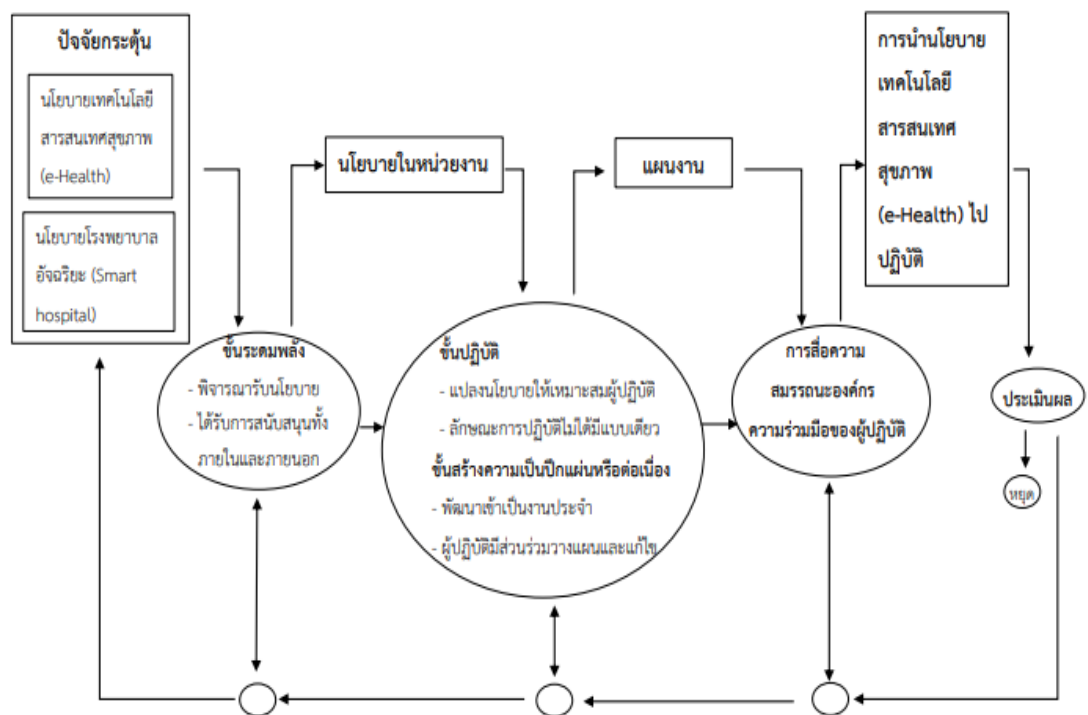 ปัจจัยกระตุ้น
นโยบายเทคโนโลยี
สารสนเทศสุขภาพ
(e-Health)
นโยบายโรงพยาบาล
อัจฉริยะ (Smart
hospital)
นโยบายในหน่วยงาน
แผนงาน
การนำนโยบาย
เทคโนโลยี
สารสนเทศ
สุขภาพ
(e-Health) ไป
ปฏิบัติ
ขั้นระดมพลัง
- พิจารณารับนโยบาย
- ได้รับการสนับสนุนทั้ง
ภายในและภายนอก
ขั้นปฏิบัติ
- แปลงนโยบายให้เหมาะสมผู้ปฏิบัติ
- ลักษณะการปฏิบัติไม่ได้มีแบบเดียว
ขั้นสร้างความเป็นปึกแผ่นหรือต่อเนื่อง
- พัฒนาเข้าเป็นงานประจำ
- ผู้ปฏิบัติมีส่วนร่วมวางแผนและแก้ไข
การสื่อความ
สมรรถนะองค์กร
ความร่วมมือของผู้ปฏิบัติ
ประเมินผล
หยุด